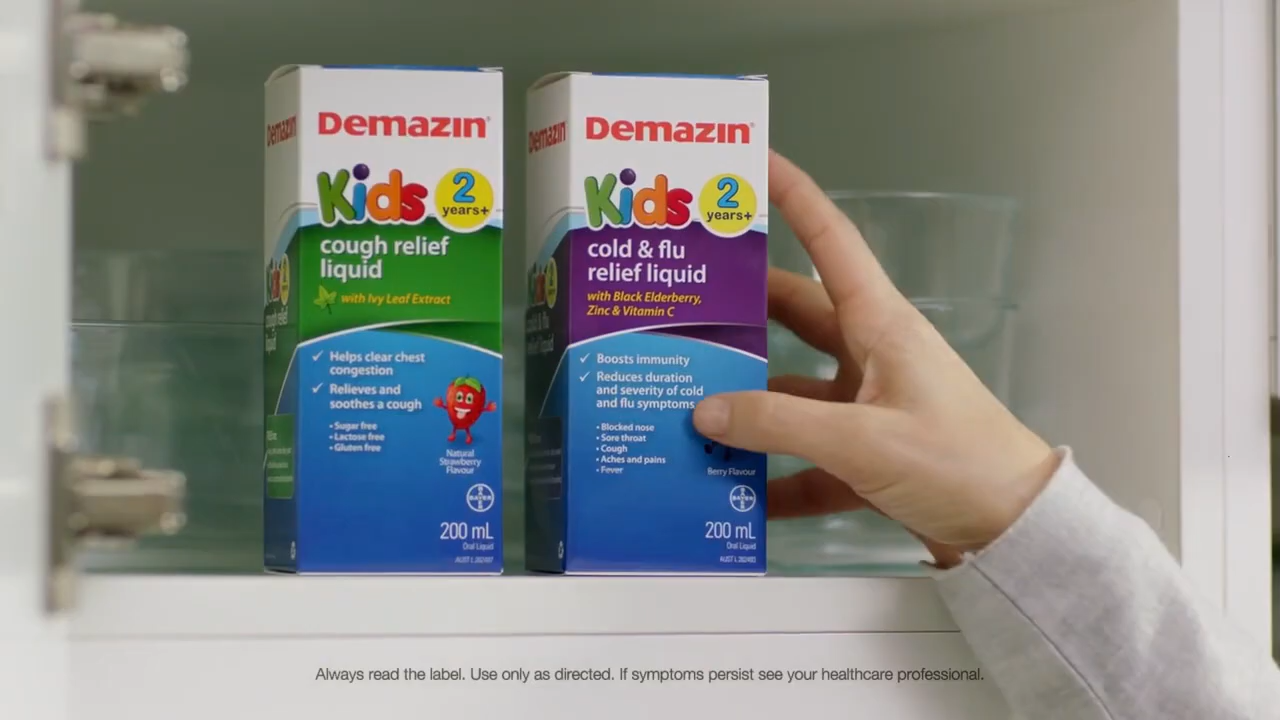 Demazin
Kids
2
years+
cough relief
liquid
with Ivy Leaf Extract
✓ Helps clear chest
congestion
✓ Relieves and
soothes a cough
• Sugar free
• Lactose free
• Gluten free
Natural
Strawberry
Flavour
BAYER
200 mL
Oral Liquid
Demazin
Demazin
Kids
2
years+
cold & flu
relief liquid
with Black Elderberry,
Zinc & Vitamin C
✓ Boosts immunity
✓ Reduces duration
and severity of cold
and flu symptoms
• Blocked nose
• Sore throat
• Cough
• Aches and pains
• Fever
Berry Flavour
BAYER
200 mL
Oral Liquid
Demazin
Always read the label. Use only as directed. If symptoms persist see your healthcare professional.